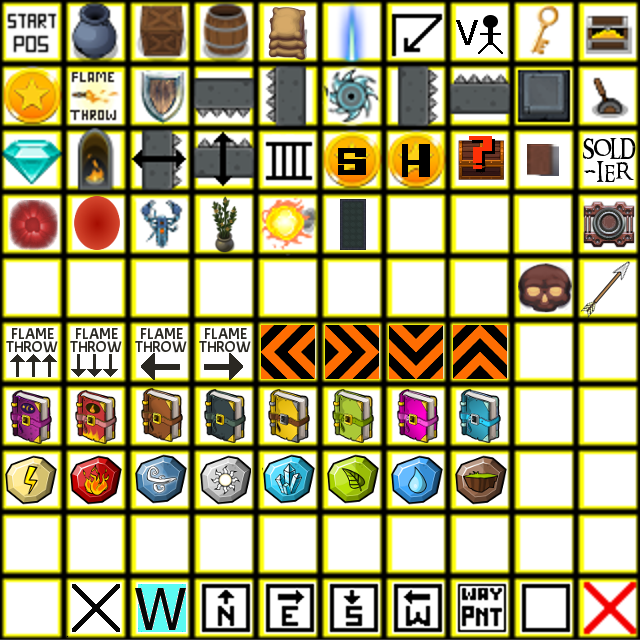 START
POS
V
FLAME
THROW
S
H
?
SOLD
-IER
FLAME
THROW
FLAME
THROW
FLAME
THROW
FLAME
THROW
W
N
E
S
W
WAY
PNT